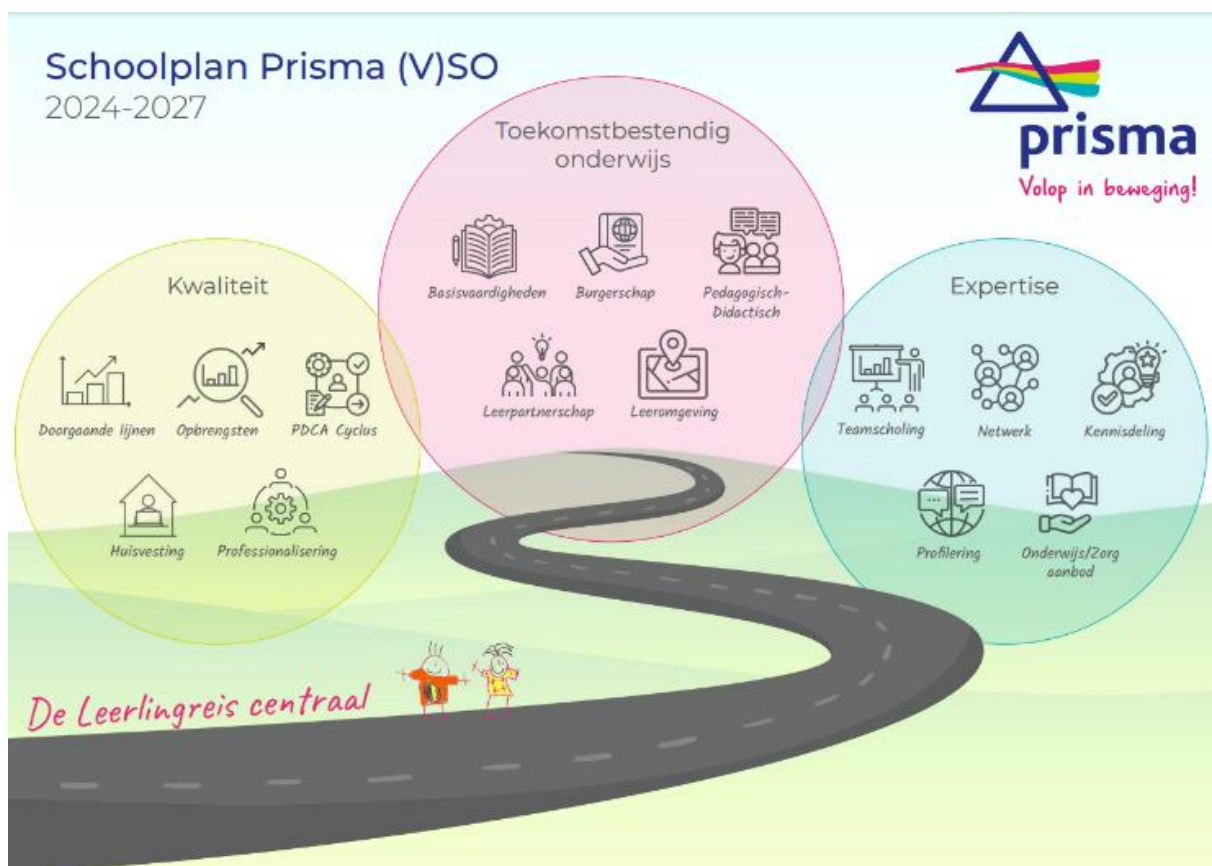 Schoolplan Prisma (V)SO
2024-2027
prisma
Volop in beweging!
Toekomstbestendig
onderwijs
Basisvaardigheden
Burgerschap
Pedagogisch-
Didactisch
Leerpartnerschap
Leeromgeving
Kwaliteit
Doorgaande lijnen
Opbrengsten
PDCA Cyclus
Huisvesting
Professionalisering
Expertise
Teamscholing
Netwerk
Kennisdeling
Profilering
Onderwijs/Zorg
aanbod
De Leerlingreis centraal